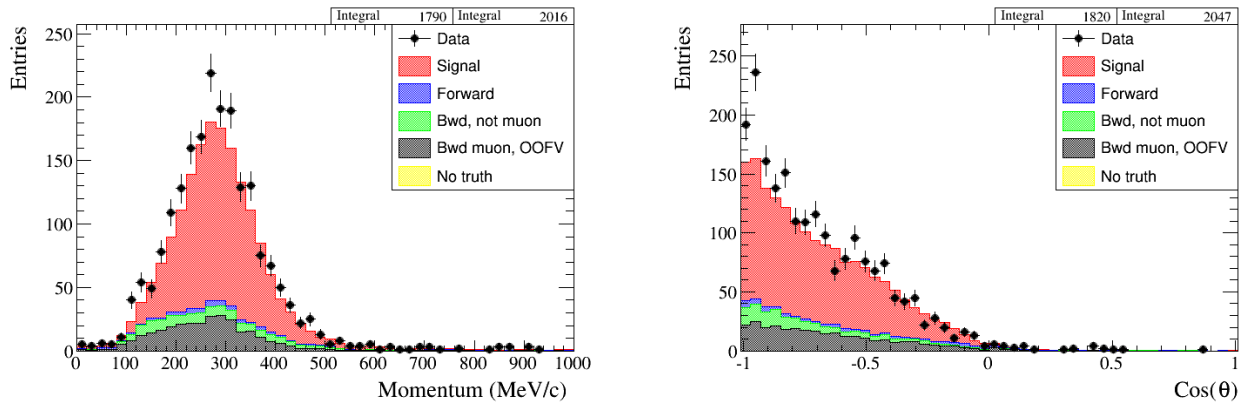 Integral 1790 Integral 2016
Entries
250
200
150
100
50
0
Data
Signal
Forward
Bwd, not muon
Bwd muon, OOFV
No truth
0 100 200 300 400 500 600 700 800 900 1000
Momentum (MeV/c)
Integral 1820 Integral 2047
Entries
250
200
150
100
50
0
Data
Signal
Forward
Bwd, not muon
Bwd muon, OOFV
No truth
-1 -0.5 0 0.5 1
Cos(θ)